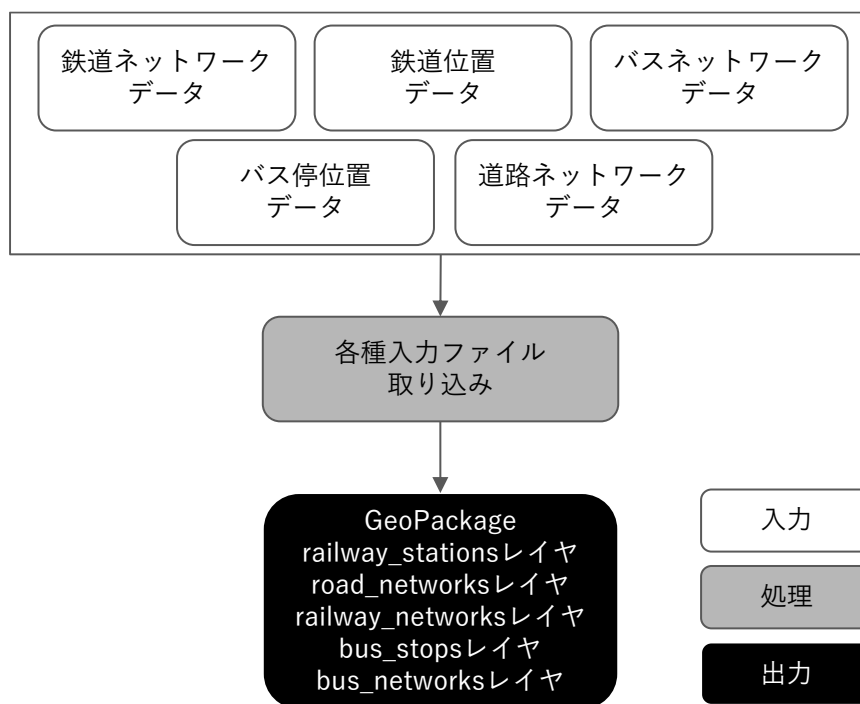 鉄道ネットワーク
データ
鉄道位置
データ
バスネットワーク
データ
バス停位置
データ
道路ネットワーク
データ
各種入力ファイル
取り込み
GeoPackage
railway_stationsレイヤ
road_networksレイヤ
railway_networksレイヤ
bus_stopsレイヤ
bus_networksレイヤ
入力
処理
出力